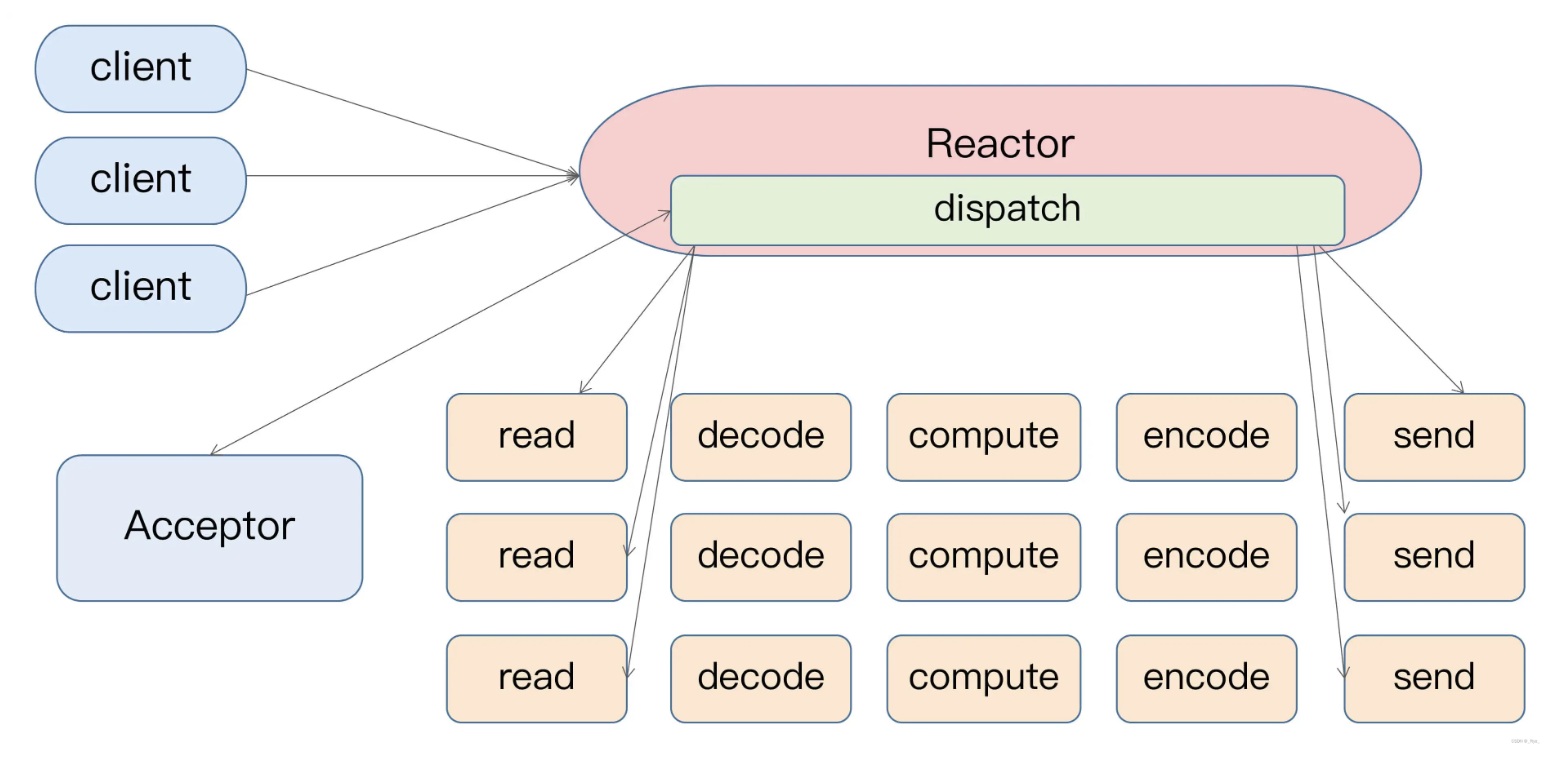 client
client
client
Reactor
dispatch
Acceptor
read decode compute encode send
read decode compute encode send
read decode compute encode send